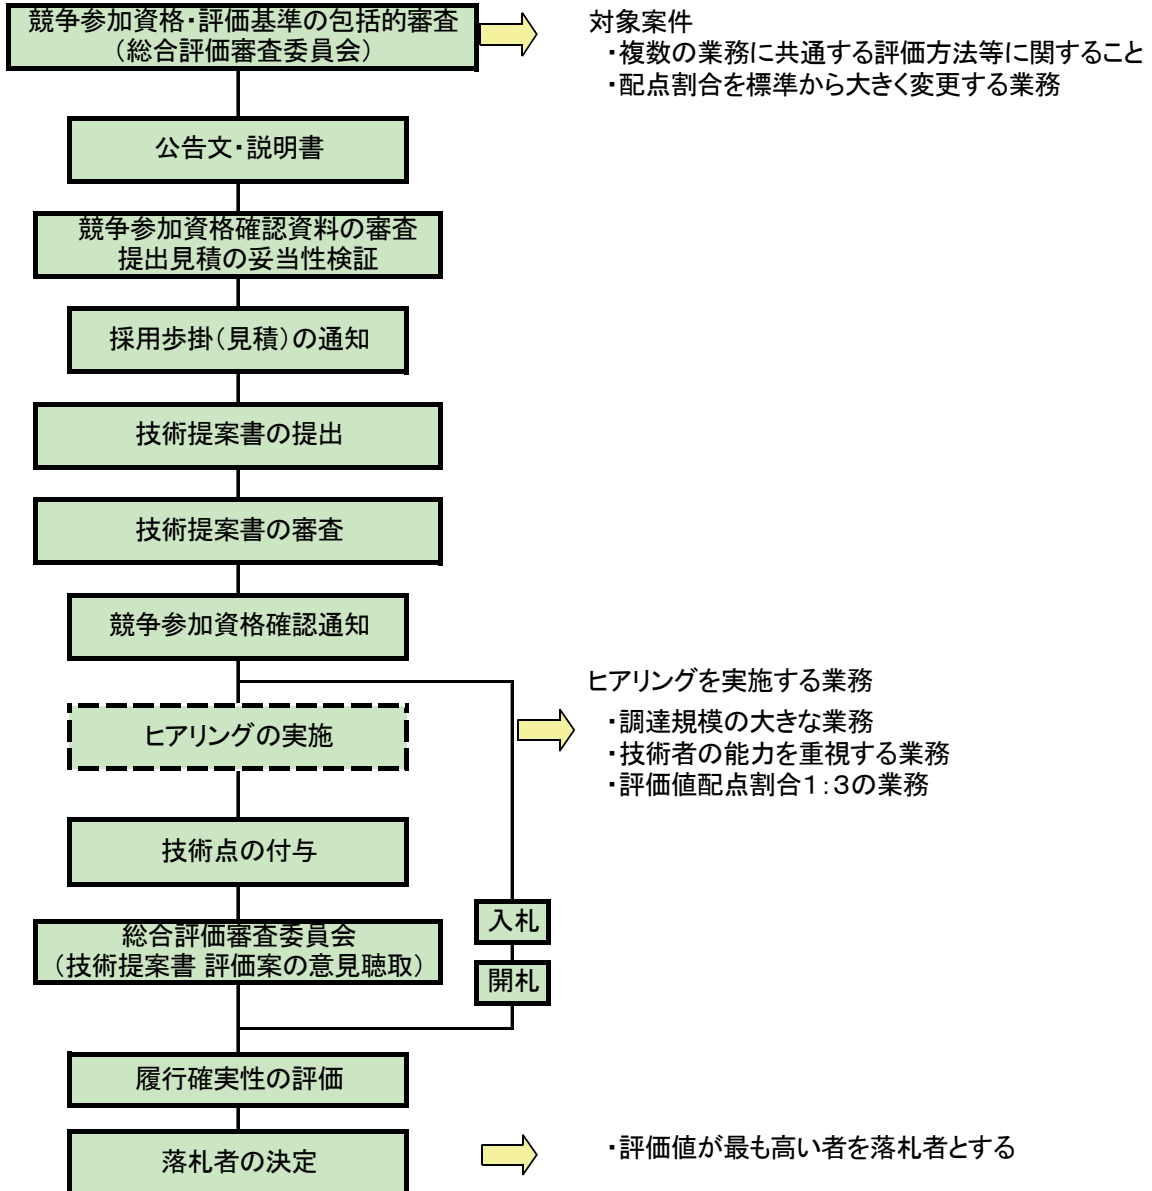 競争参加資格・評価基準の包括的審査
（総合評価審査委員会）
対象案件
・複数の業務に共通する評価方法等に関すること
・配点割合を標準から大きく変更する業務
公告文・説明書
競争参加資格確認資料の審査
提出見積の妥当性検証
採用歩掛（見積）の通知
技術提案書の提出
技術提案書の審査
競争参加資格確認通知
ヒアリングの実施
ヒアリングを実施する業務
・調達規模の大きな業務
・技術者の能力を重視する業務
・評価値配点割合１：３の業務
技術点の付与
総合評価審査委員会
（技術提案書 評価案の意見聴取）
入札
開札
履行確実性の評価
落札者の決定
・評価値が最も高い者を落札者とする